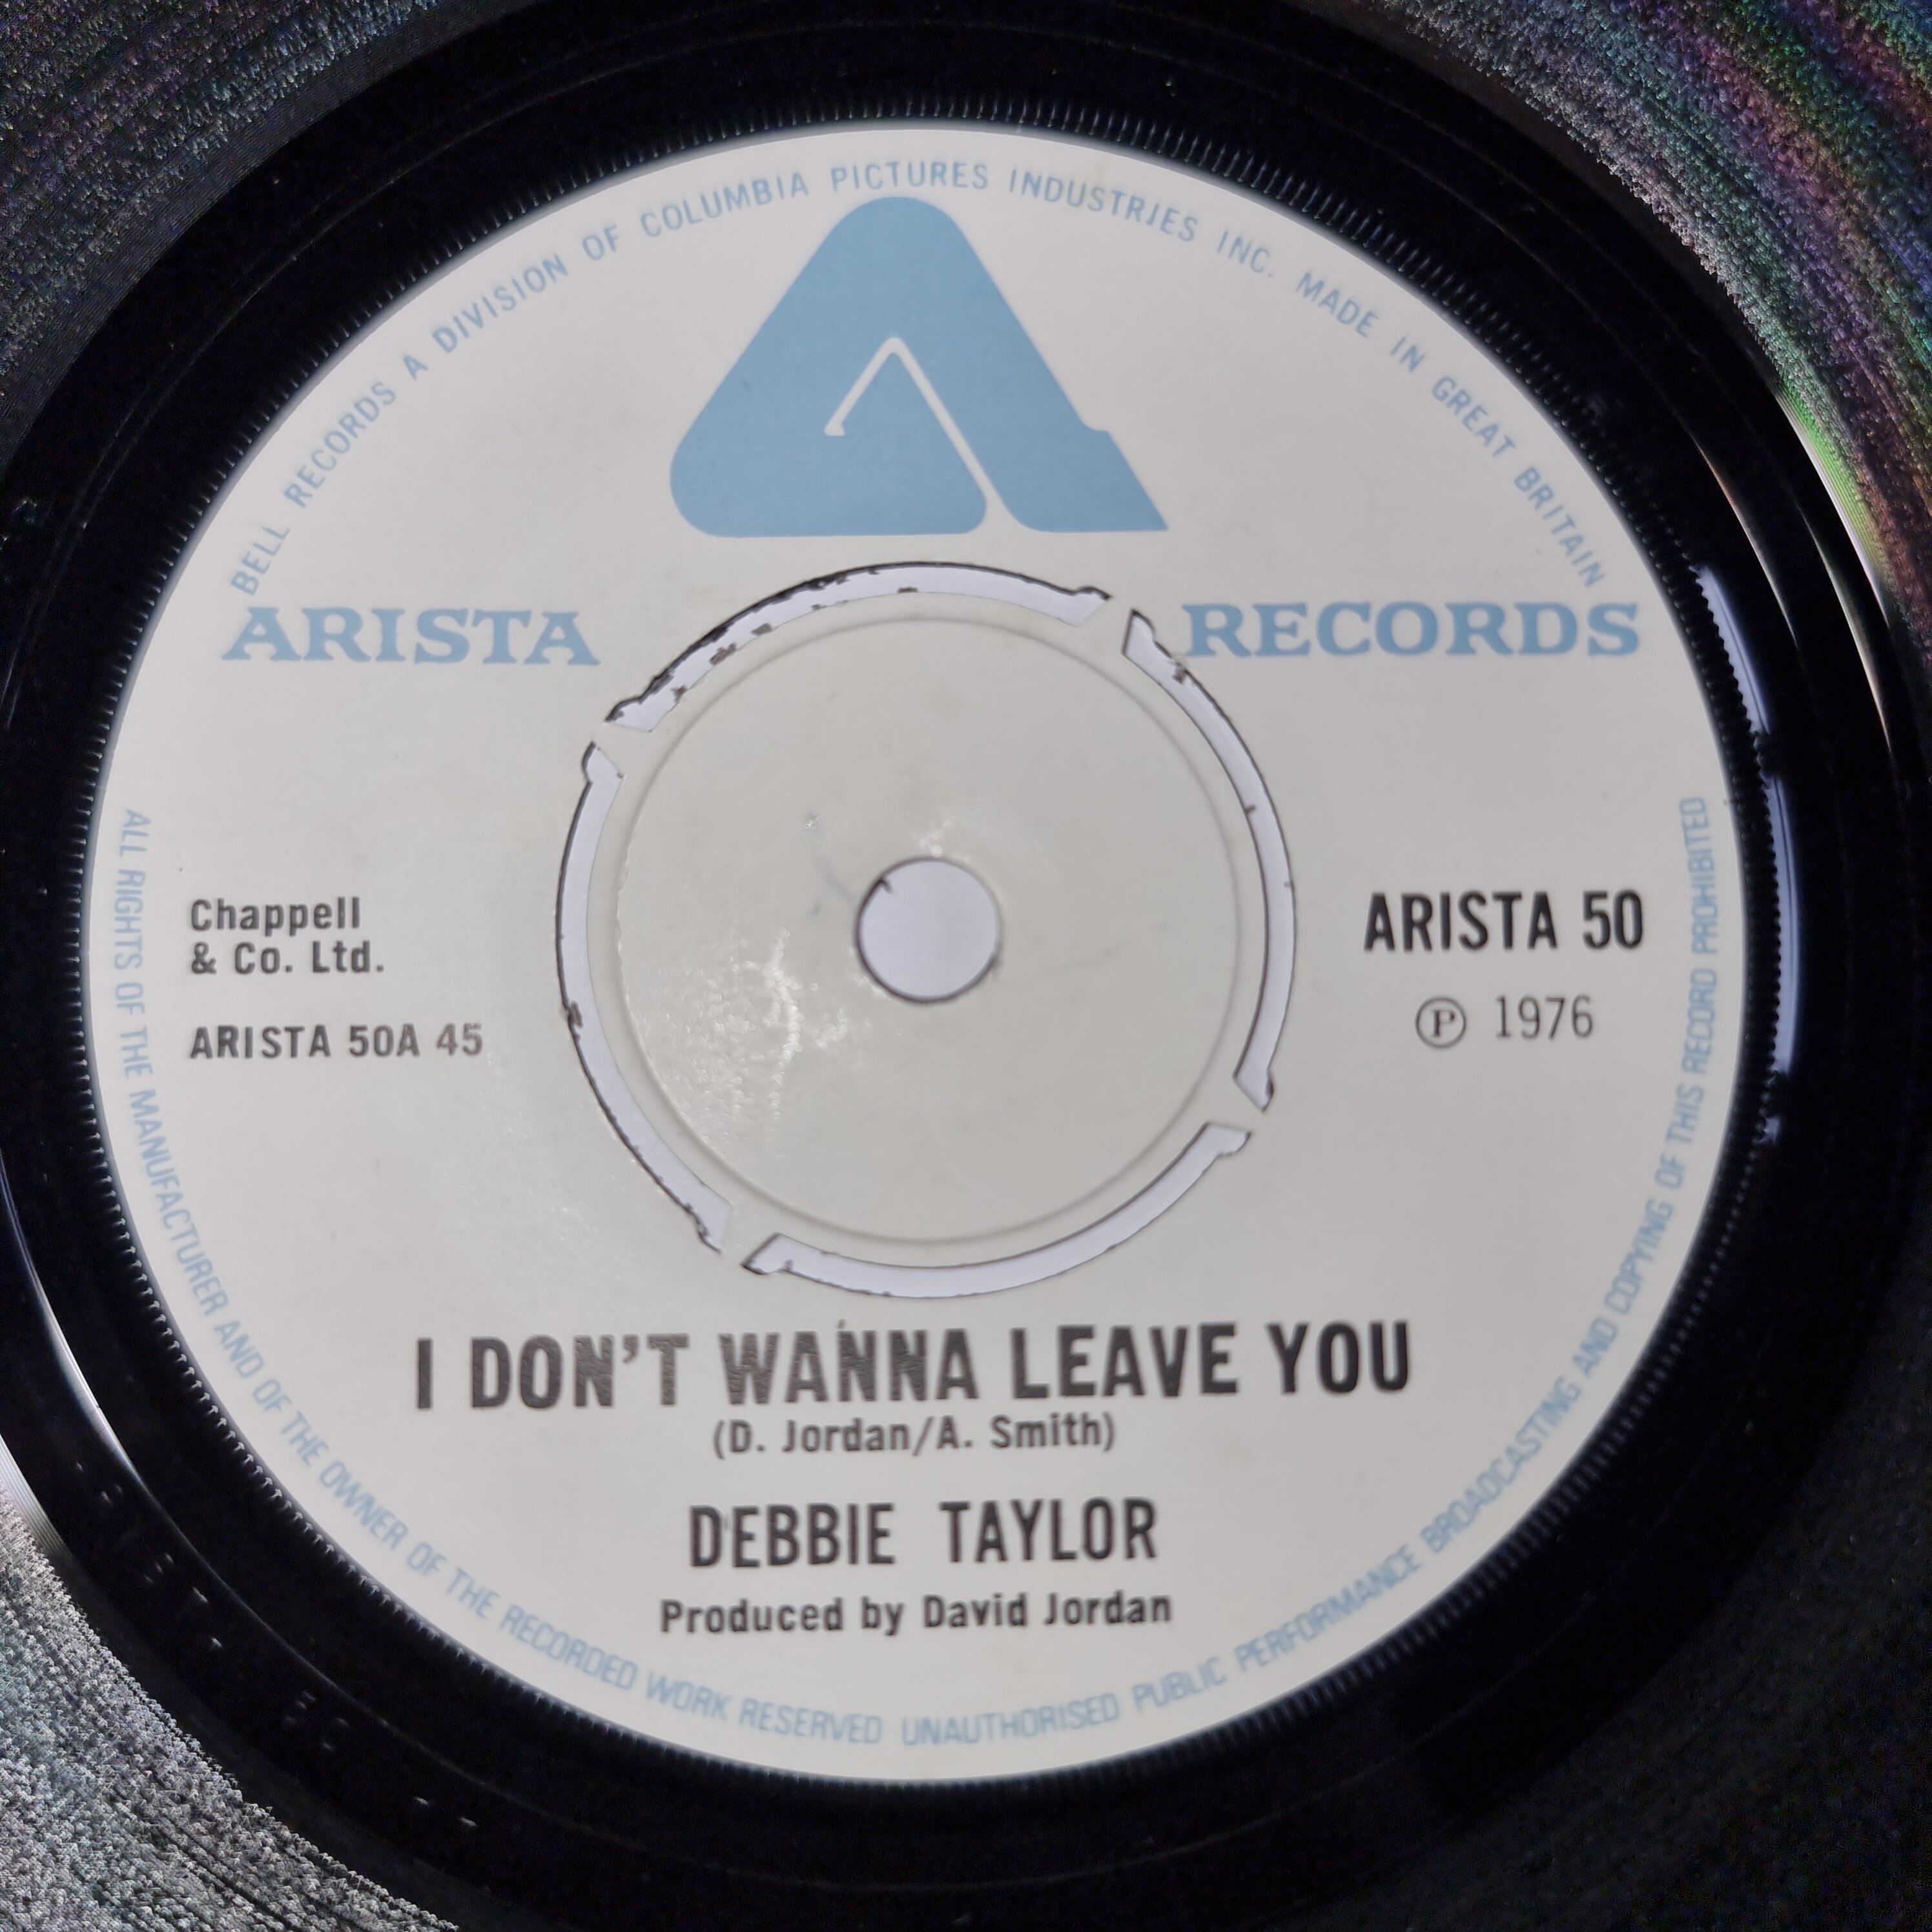 BELL RECORDS A DIVISION OF COLUMBIA PICTURES INDUSTRIES INC. MADE IN GREAT BRITAIN
ARISTA RECORDS
Chappell
& Co. Ltd.
ARISTA 50A 45
ARISTA 50
Ⓟ 1976
I DON'T WANNA LEAVE YOU
(D. Jordan/A. Smith)
DEBBIE TAYLOR
Produced by David Jordan
ALL RIGHTS OF THE MANUFACTURER AND OF THE OWNER OF THE RECORDED WORK RESERVED UNAUTHORISED PUBLIC PERFORMANCE BROADCASTING AND COPYING OF THIS RECORD PROHIBITED